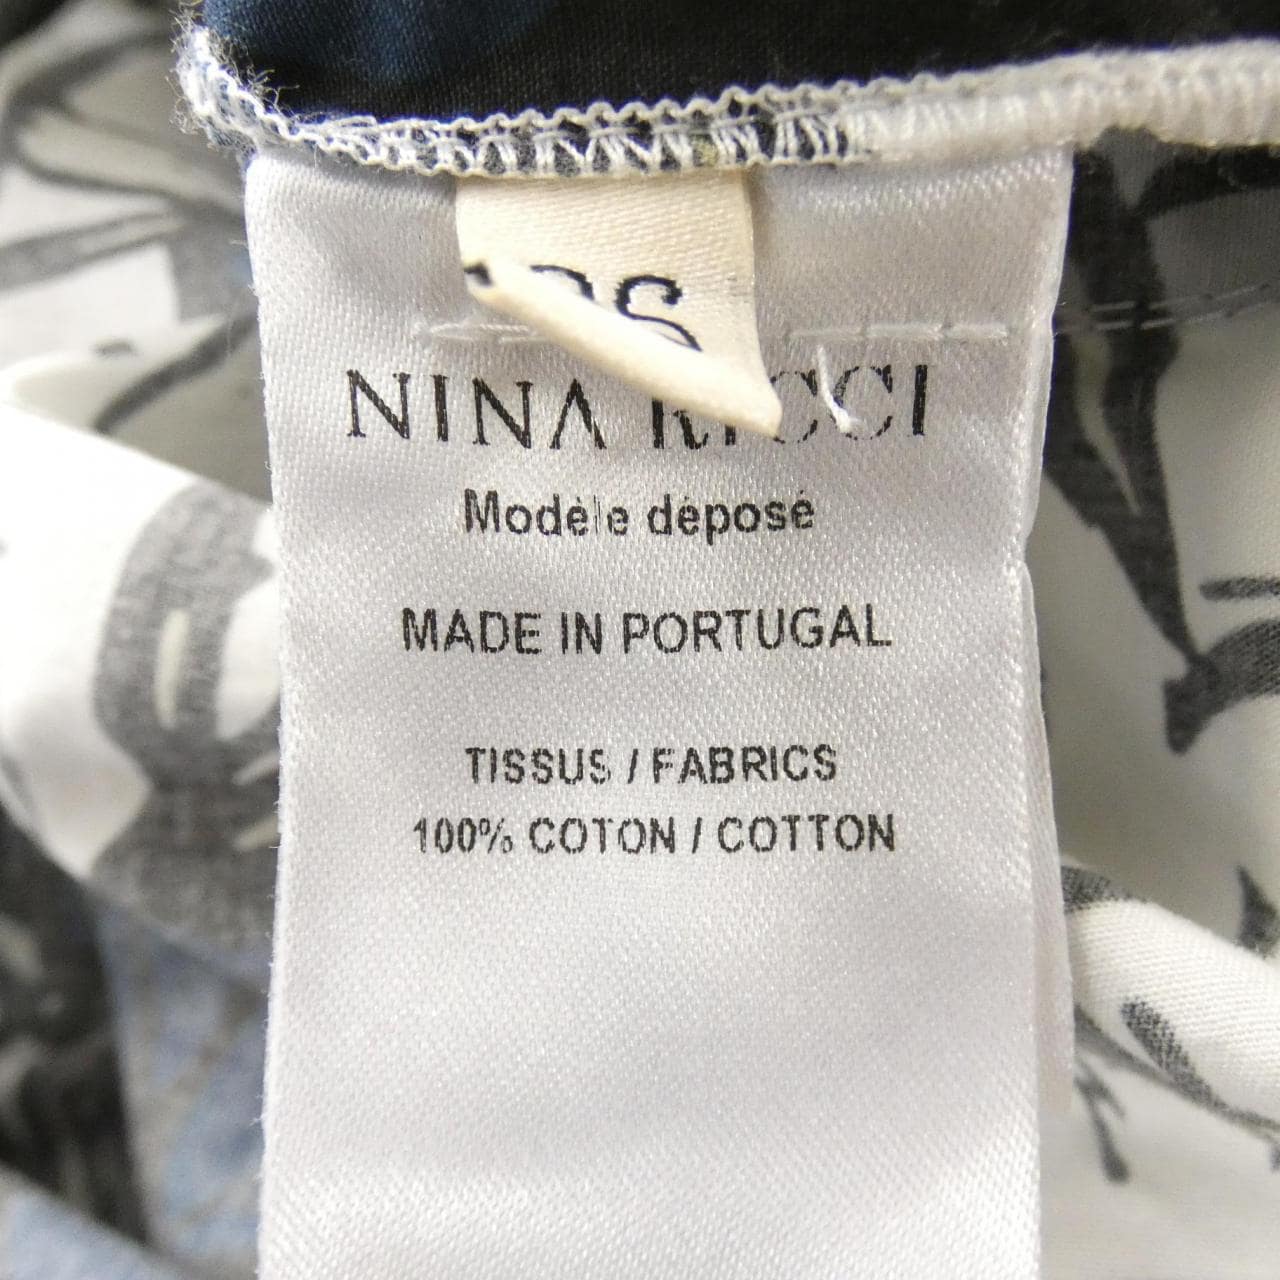 NINA RICCI
Modèle déposé
MADE IN PORTUGAL
TISSUS / FABRICS
100% COTON / COTTON